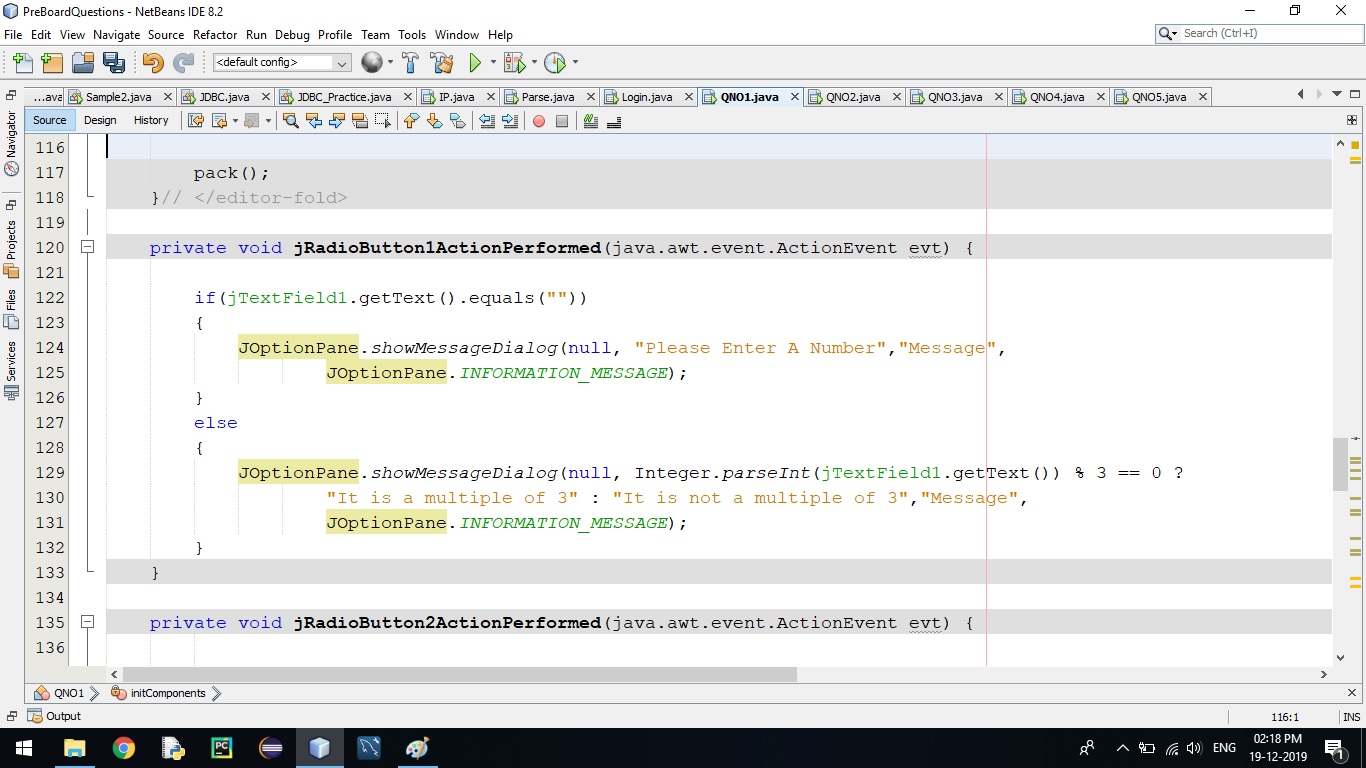 PreBoardQuestions - NetBeans IDE 8.2
File Edit View Navigate Source Refactor Run Debug Profile Team Tools Window Help
Search (Ctrl+I)
<default config>
...ava Sample2.java JDBC.java JDBC_Practice.java IP.java Parse.java Login.java QNO1.java QNO2.java QNO3.java QNO4.java QNO5.java
Source Design History
Navigator
Projects
Files
Services
116
117 pack();
118 }// </editor-fold>
119
120 private void jRadioButton1ActionPerformed(java.awt.event.ActionEvent evt) {
121
122 if(jTextField1.getText().equals(""))
123 {
124 JOptionPane.showMessageDialog(null, "Please Enter A Number","Message",
125 JOptionPane.INFORMATION_MESSAGE);
126 }
127 else
128 {
129 JOptionPane.showMessageDialog(null, Integer.parseInt(jTextField1.getText()) % 3 == 0 ?
130 "It is a multiple of 3" : "It is not a multiple of 3","Message",
131 JOptionPane.INFORMATION_MESSAGE);
132 }
133 }
134
135 private void jRadioButton2ActionPerformed(java.awt.event.ActionEvent evt) {
136
QNO1 initComponents
Output
116:1 INS
PC
ENG
02:18 PM
19-12-2019
1